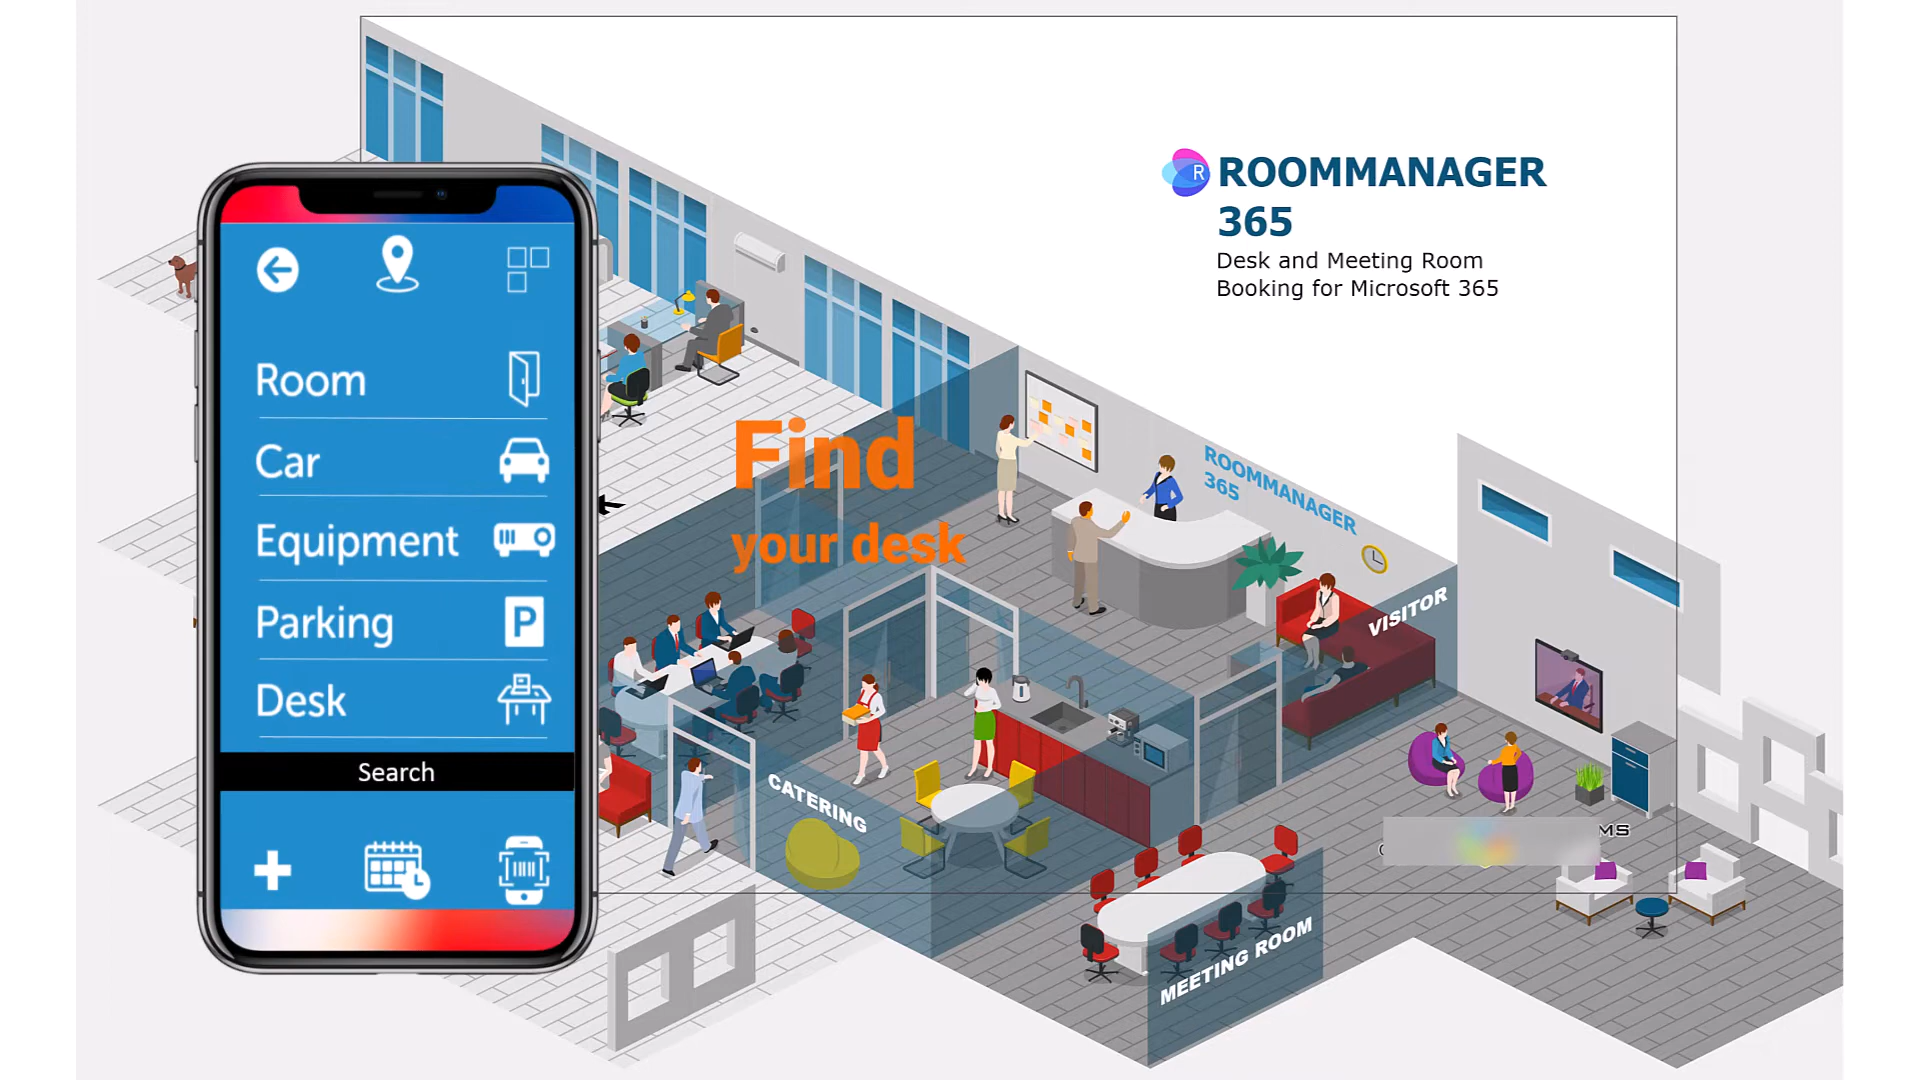 R
ROOMMANAGER
365
Desk and Meeting Room
Booking for Microsoft 365
Room
Car
Equipment
Parking
P
Desk
Search
Find
your desk
ROOMMANAGER
365
VISITOR
CATERING
MEETING ROOM
MS